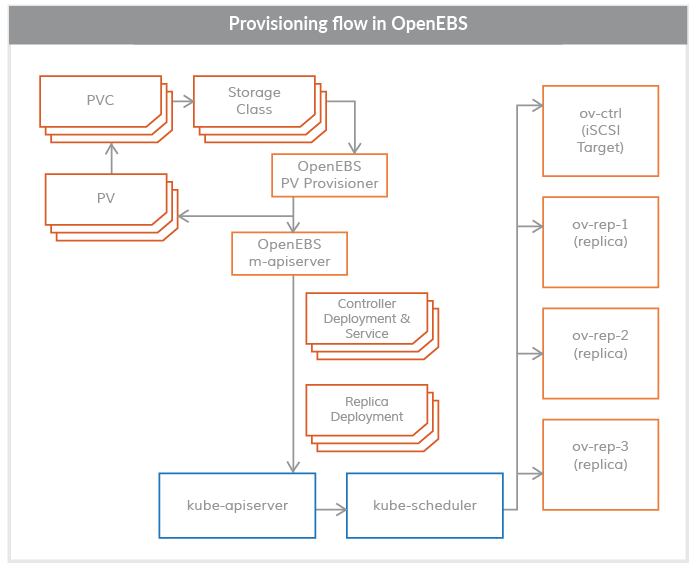 Provisioning flow in OpenEBS
PVC
Storage
Class
OpenEBS
PV Provisioner
PV
OpenEBS
m-apiserver
Controller
Deployment &
Service
Replica
Deployment
kube-apiserver
kube-scheduler
ov-ctrl
(iSCSI
Target)
ov-rep-1
(replica)
ov-rep-2
(replica)
ov-rep-3
(replica)